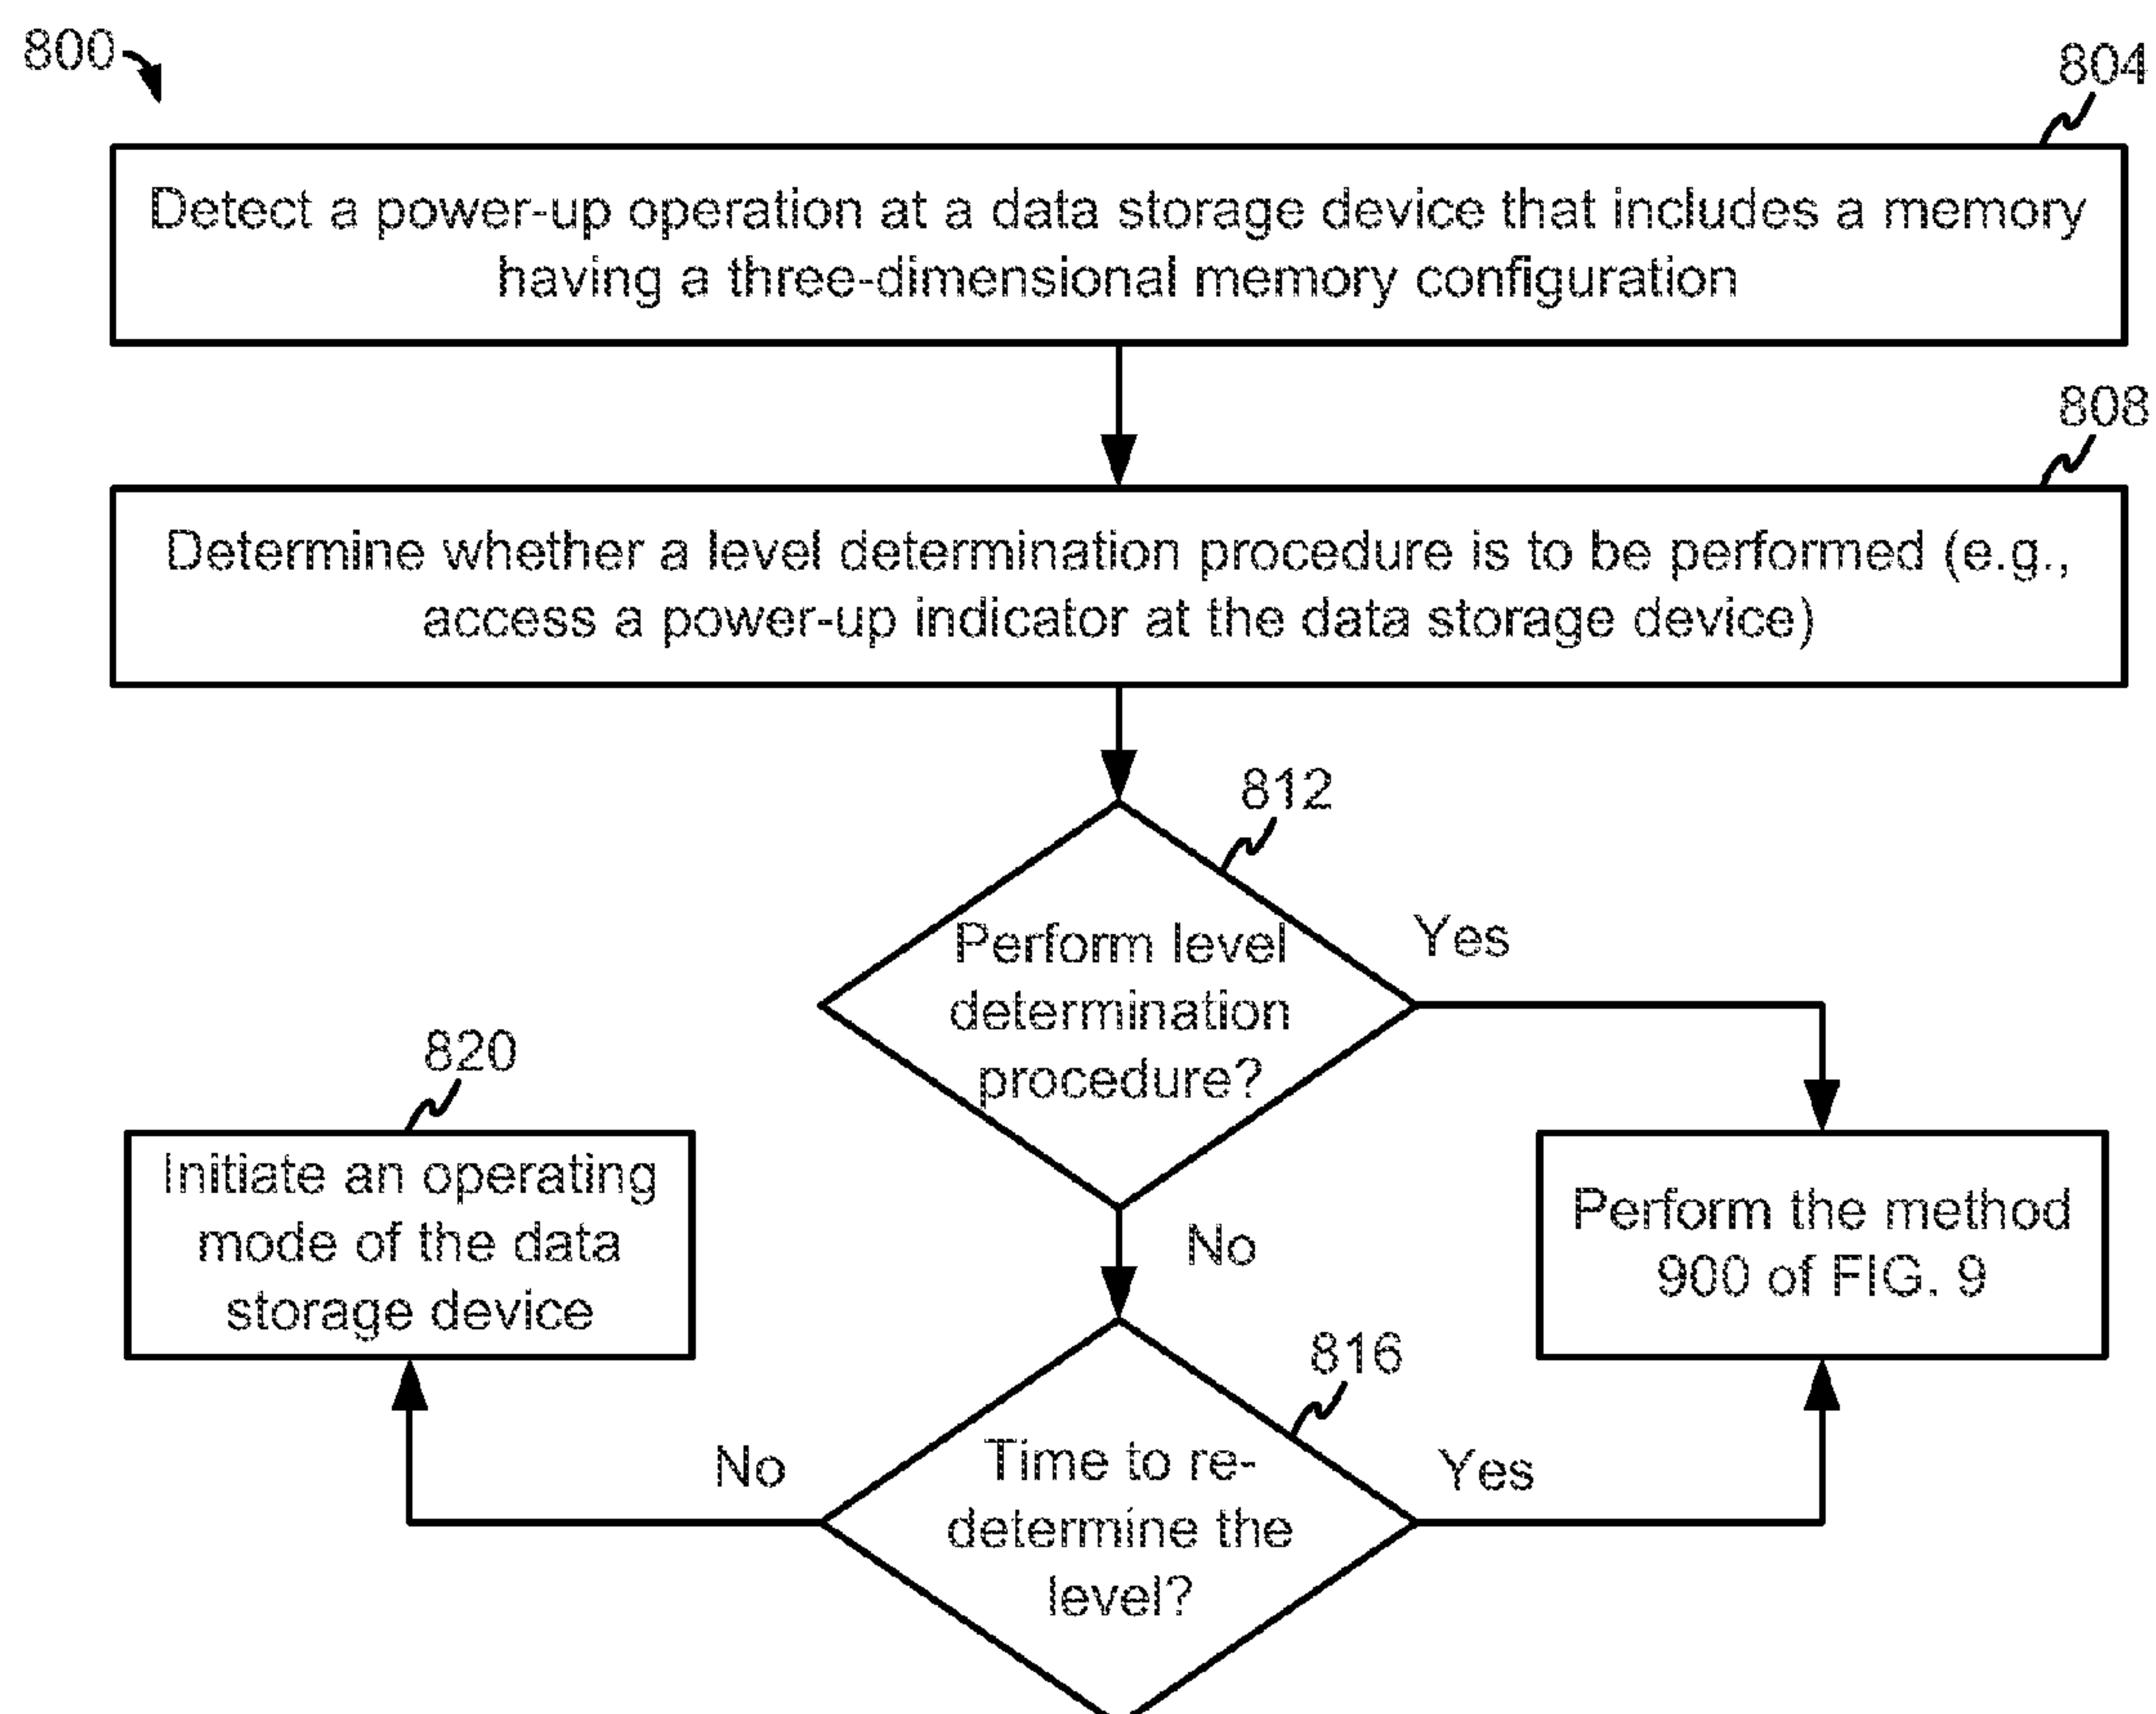 800
804
Detect a power-up operation at a data storage device that includes a memory
having a three-dimensional memory configuration
808
Determine whether a level determination procedure is to be performed (e.g.,
access a power-up indicator at the data storage device)
812
Perform level
determination
procedure?
Yes
No
820
Initiate an operating
mode of the data
storage device
Perform the method
900 of FIG. 9
816
Time to re-
determine the
level?
No
Yes